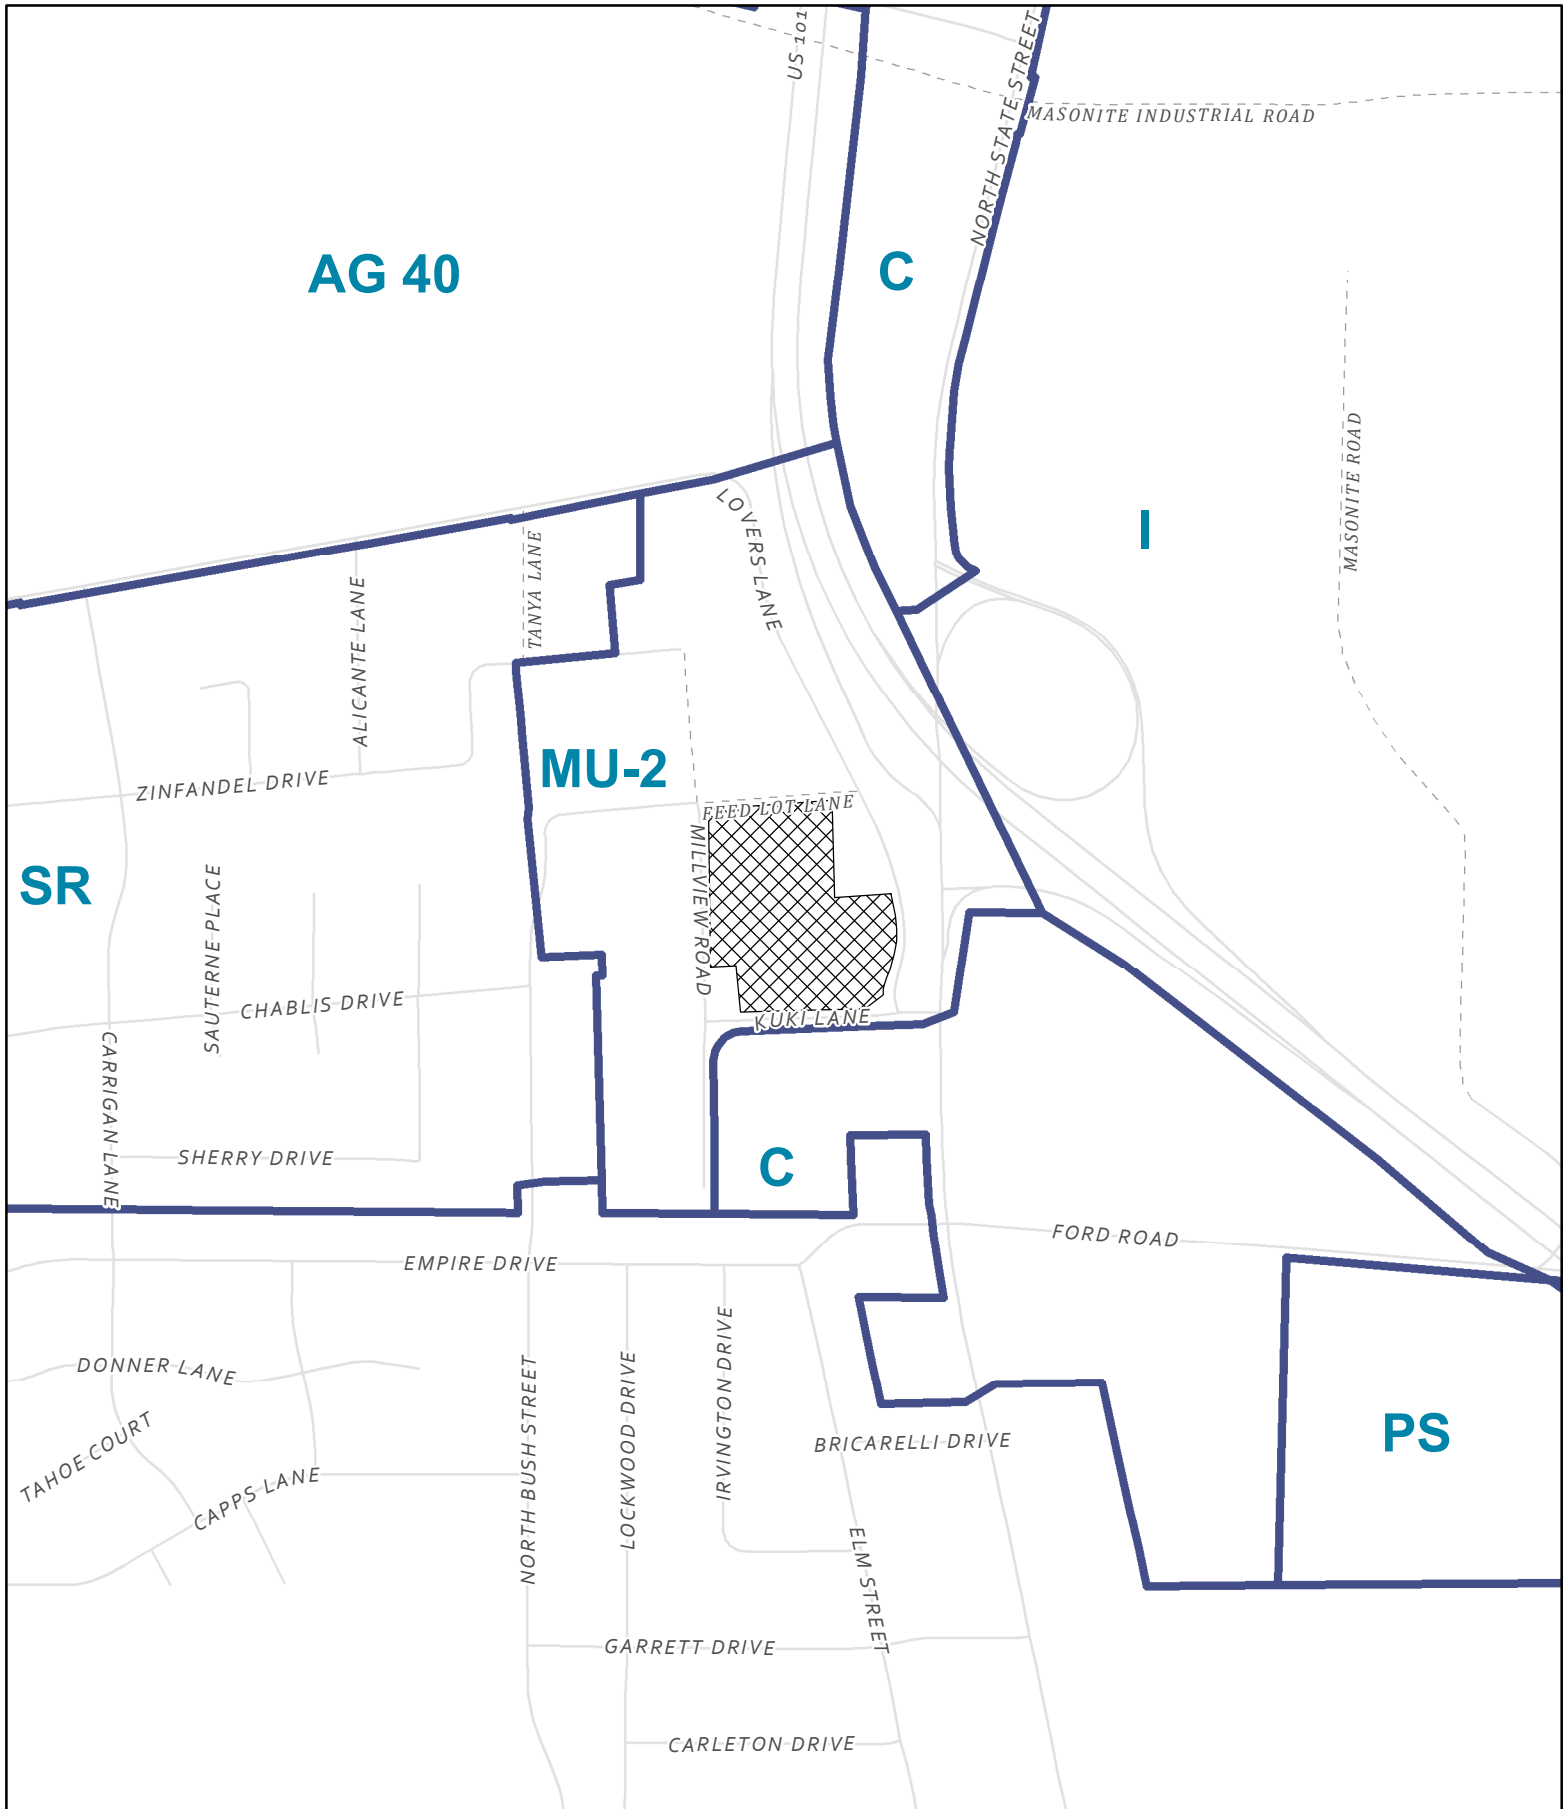 US 101
NORTH STATE STREET
MASONITE INDUSTRIAL ROAD
AG 40
C
MASONITE ROAD
I
LOVERS LANE
TANYA LANE
ALICANTE LANE
MU-2
ZINFANDEL DRIVE
FEED LOT LANE
MILLVIEW ROAD
SR
SAUTERNE PLACE
CHABLIS DRIVE
KUKI LANE
CARRIGAN LANE
SHERRY DRIVE
C
FORD ROAD
EMPIRE DRIVE
DONNER LANE
NORTH BUSH STREET
LOCKWOOD DRIVE
IRVINGTON DRIVE
TAHOE COURT
BRICARELLI DRIVE
PS
CAPPS LANE
ELM STREET
GARRETT DRIVE
CARLETON DRIVE